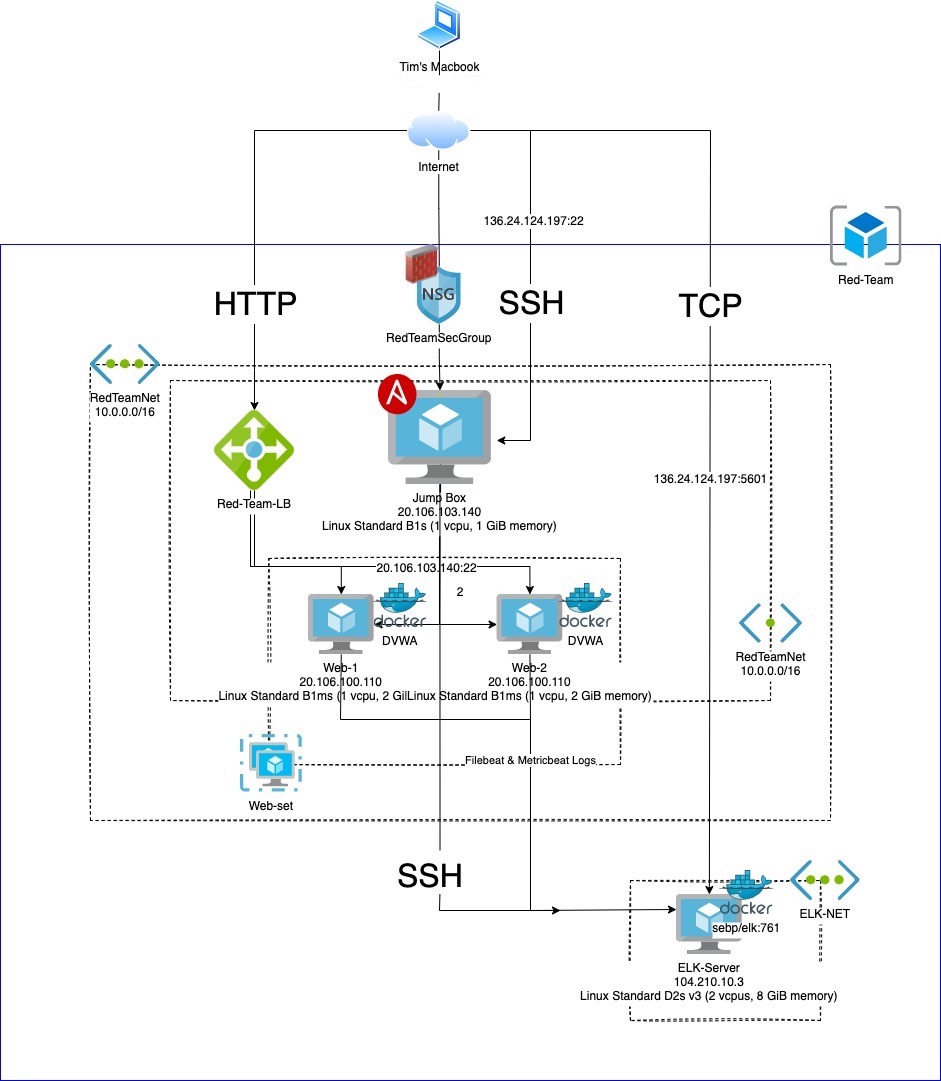 Tim's Macbook
Internet
136.24.124.197:22
Red-Team
NSG
HTTP
SSH
TCP
RedTeamSecGroup
RedTeamNet
10.0.0.0/16
A
Red-Team-LB
136.24.124.197:5601
Jump Box
20.106.103.140
Linux Standard B1s (1 vcpu, 1 GiB memory)
20.106.103.140:22
2
docker
DVWA
docker
DVWA
RedTeamNet
10.0.0.0/16
Web-1
20.106.100.110
Linux Standard B1ms (1 vcpu, 2 Gi
Web-2
20.106.100.110
Linux Standard B1ms (1 vcpu, 2 GiB memory)
Filebeat & Metricbeat Logs
Web-set
SSH
docker
sebp/elk:761
ELK-NET
ELK-Server
104.210.10.3
Linux Standard D2s v3 (2 vcpus, 8 GiB memory)